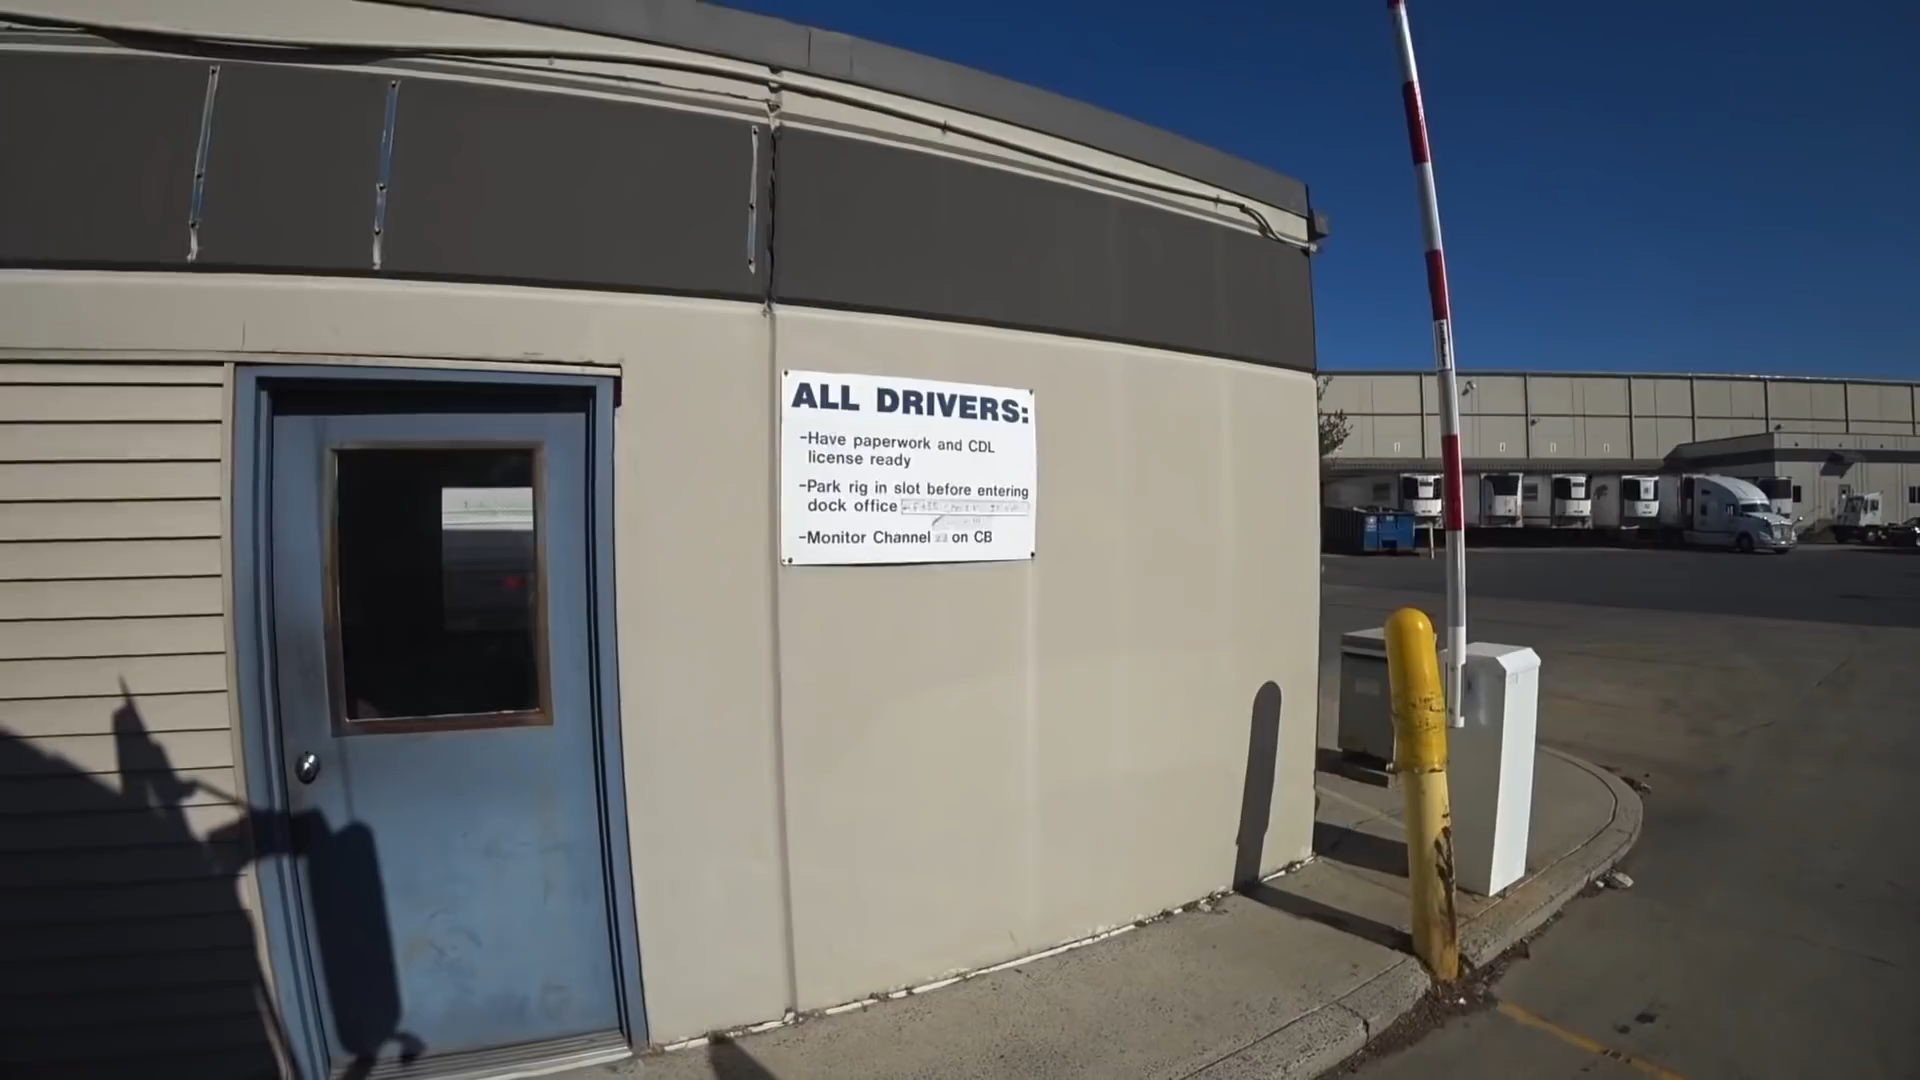 ALL DRIVERS:
-Have paperwork and CDL
license ready
-Park rig in slot before entering
dock office
-Monitor Channel on CB